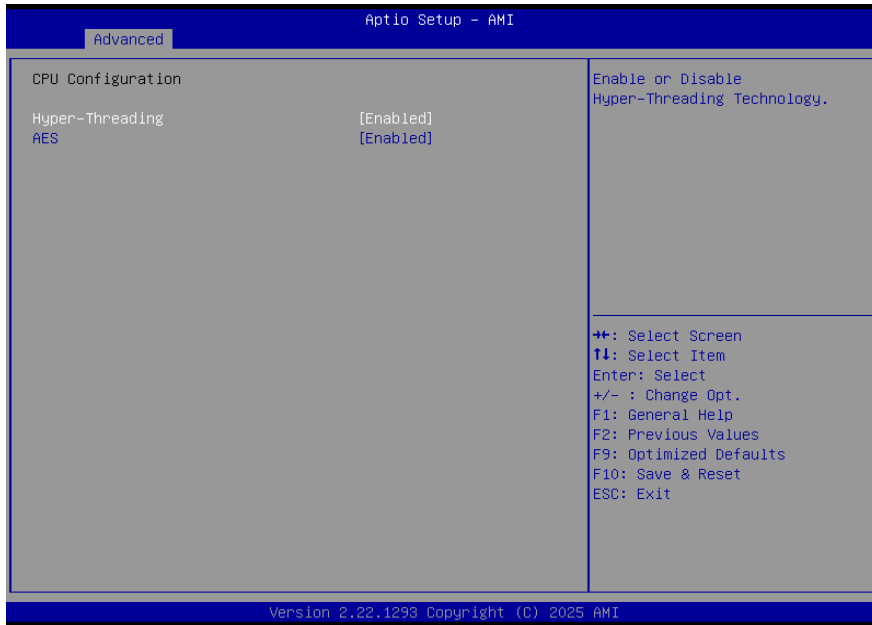 Aptio Setup - AMI
Advanced
CPU Configuration
Hyper-Threading [Enabled]
AES [Enabled]
Enable or Disable
Hyper-Threading Technology.
→←: Select Screen
↑↓: Select Item
Enter: Select
+/- : Change Opt.
F1: General Help
F2: Previous Values
F9: Optimized Defaults
F10: Save & Reset
ESC: Exit
Version 2.22.1293 Copyright (C) 2025 AMI